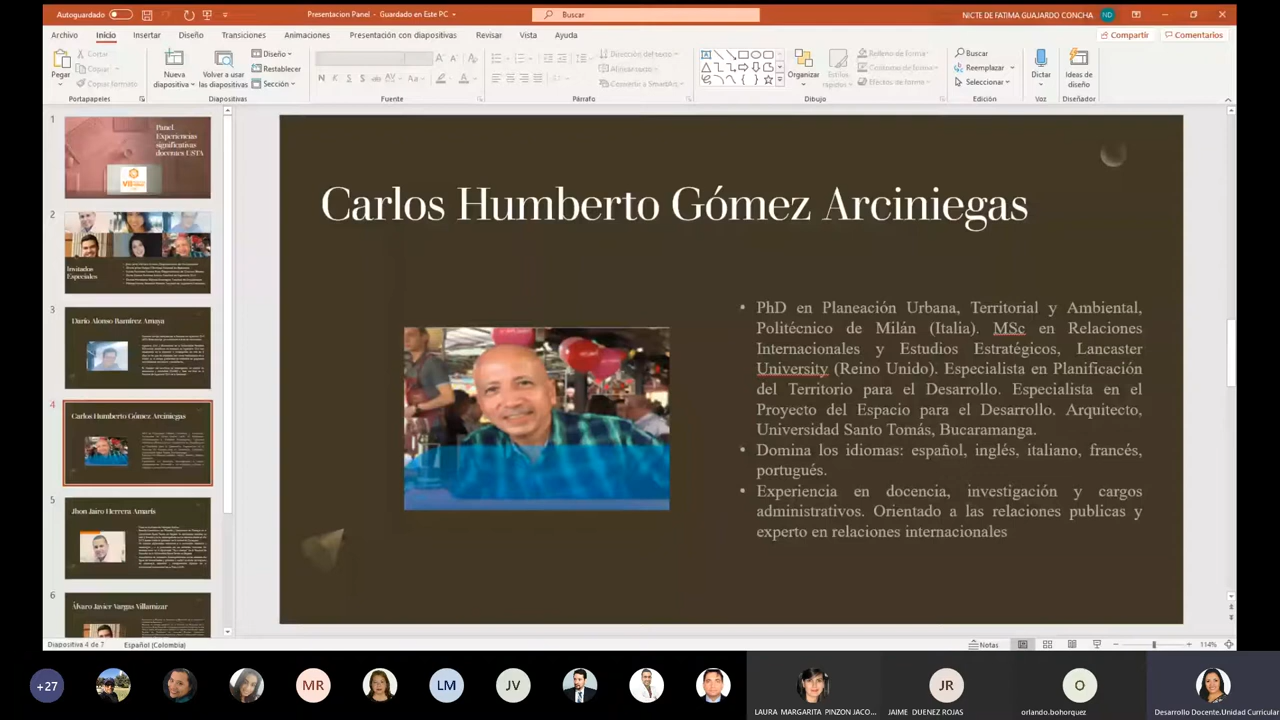 Autoguardado
Presentacion Panel - Guardado en Este PC
Buscar
NICTE DE FATIMA GUAJARDO CONCHA
ND
Archivo Inicio Insertar Diseño Transiciones Animaciones Presentación con diapositivas Revisar Vista Ayuda
Compartir Comentarios
Pegar
Cortar
Copiar
Copiar formato
Portapapeles
Nueva diapositiva
Volver a usar las diapositivas
Diseño
Restablecer
Sección
Diapositivas
N K S
Fuente
Dirección del texto
Alinear texto
Convertir a SmartArt
Párrafo
Organizar
Estilos rápidos
Relleno de forma
Contornos de forma
Efectos de forma
Dibujo
Buscar
Reemplazar
Seleccionar
Edición
Dictar
Voz
Ideas de diseño
Diseñador
1
Panel
Experiencias
significativas
docentes USTA
2
Invitados
Especiales
3
Darío Alonso Ramírez Amaya
4
Carlos Humberto Gómez Arciniegas
5
Jhon Jairo Herrera Amarís
6
Álvaro Javier Vargas Villamizar
Carlos Humberto Gómez Arciniegas
• PhD en Planeación Urbana, Territorial y Ambiental,
Politécnico de Milán (Italia). MSc en Relaciones
Internacionales y Estudios Estratégicos, Lancaster
University (Reino Unido). Especialista en Planificación
del Territorio para el Desarrollo. Especialista en el
Proyecto del Espacio para el Desarrollo. Arquitecto,
Universidad Santo Tomás, Bucaramanga.
• Domina los idiomas: español, inglés, italiano, francés,
portugués.
• Experiencia en docencia, investigación y cargos
administrativos. Orientado a las relaciones publicas y
experto en relaciones internacionales
Diapositiva 4 de 7
Español (Colombia)
Notas
114%
+27
MR
LM
JV
JR
O
LAURA MARGARITA PINZON JACO...
JAIME DUENEZ ROJAS
orlando.bohorquez
Desarrollo Docente.Unidad Curricular